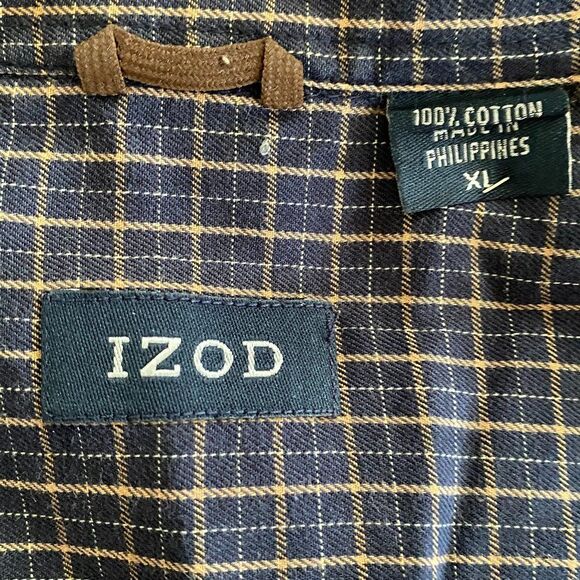 100% COTTON
MADE IN
PHILIPPINES
XL
IZOD